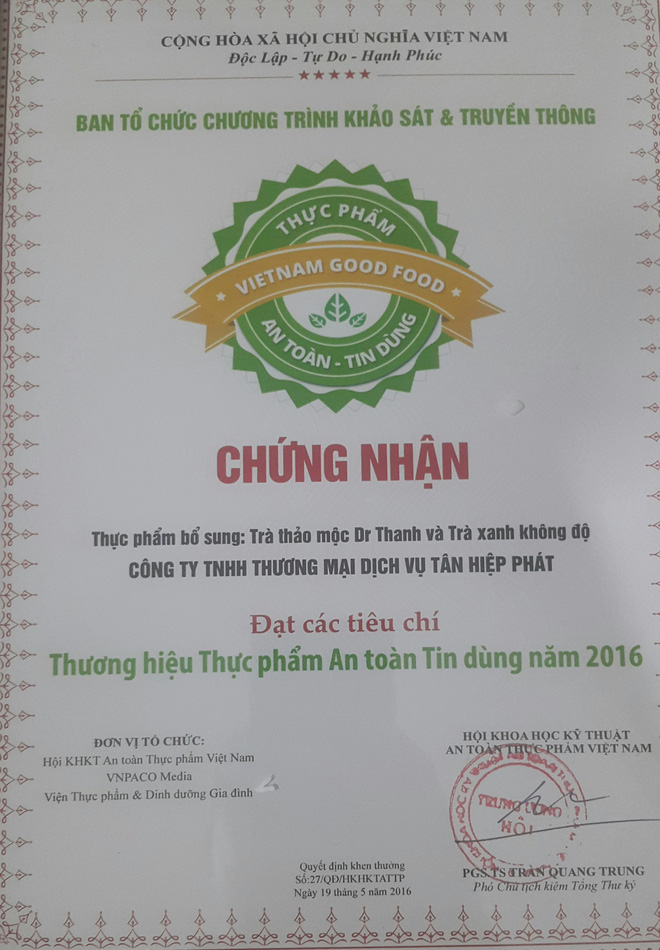 CỘNG HÒA XÃ HỘI CHỦ NGHĨA VIỆT NAM
Độc Lập - Tự Do - Hạnh Phúc
BAN TỔ CHỨC CHƯƠNG TRÌNH KHẢO SÁT & TRUYỀN THÔNG
THỰC PHẨM
VIETNAM GOOD FOOD
AN TOÀN - TIN DÙNG
CHỨNG NHẬN
Thực phẩm bổ sung: Trà thảo mộc Dr Thanh và Trà xanh không độ
CÔNG TY TNHH THƯƠNG MẠI DỊCH VỤ TÂN HIỆP PHÁT
Đạt các tiêu chí
Thương hiệu Thực phẩm An toàn Tin dùng năm 2016
ĐƠN VỊ TỔ CHỨC:
Hội KHKT An toàn Thực phẩm Việt Nam
VNPACO Media
Viện Thực phẩm & Dinh dưỡng Gia đình
HỘI KHOA HỌC KỸ THUẬT
AN TOÀN THỰC PHẨM VIỆT NAM
TRUNG ƯƠNG
HỘI
PGS.TS TRẦN QUANG TRUNG
Phó Chủ tịch kiêm Tổng Thư ký
Quyết định khen thưởng
Số:27/QĐ/HKHKTATTP
Ngày 19 tháng 5 năm 2016